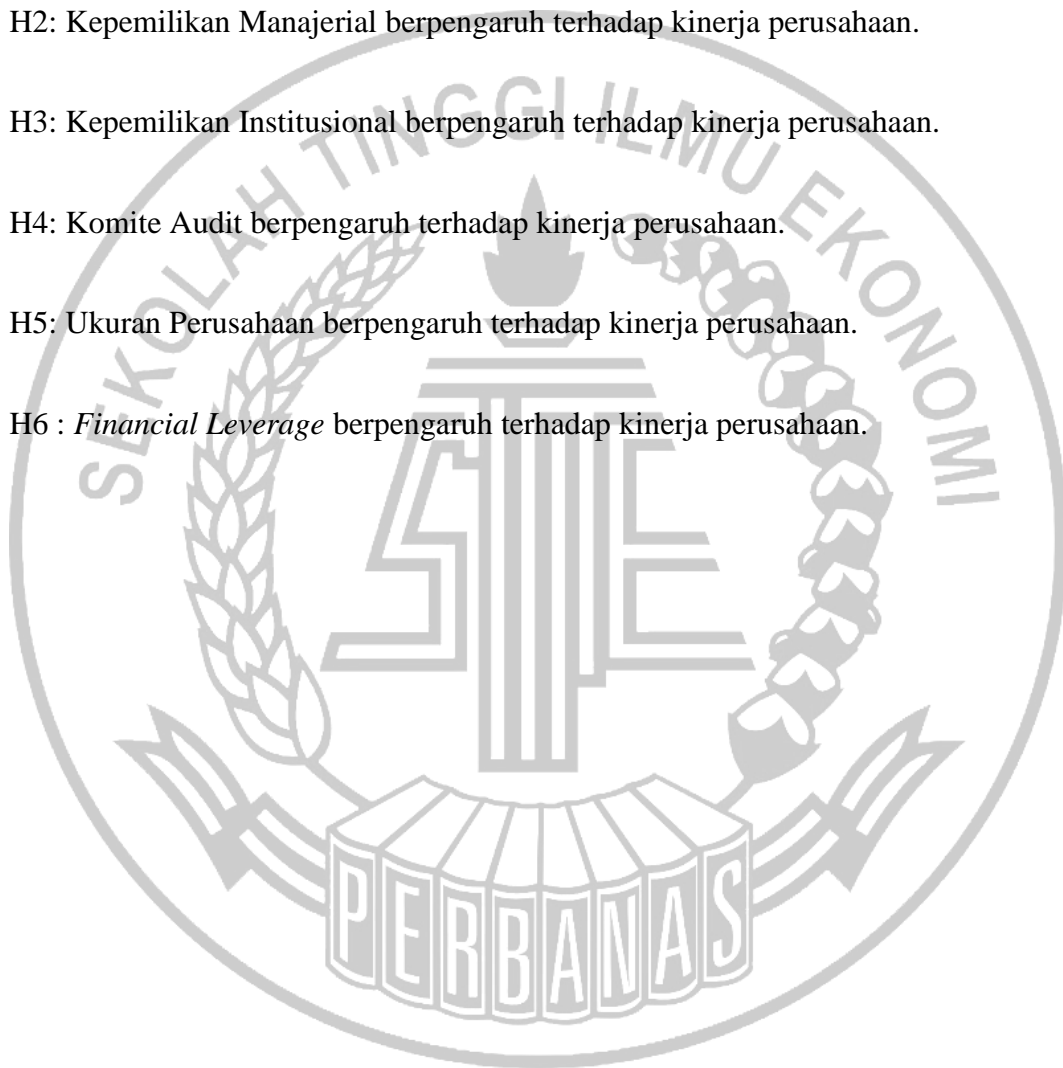 H2: Kepemilikan Manajerial berpengaruh terhadap kinerja perusahaan.
H3: Kepemilikan Institusional berpengaruh terhadap kinerja perusahaan.
H4: Komite Audit berpengaruh terhadap kinerja perusahaan.
H5: Ukuran Perusahaan berpengaruh terhadap kinerja perusahaan.
H6 : Financial Leverage berpengaruh terhadap kinerja perusahaan.
SEKOLAH TINGGI ILMU EKONOMI
STIE
PERBANAS